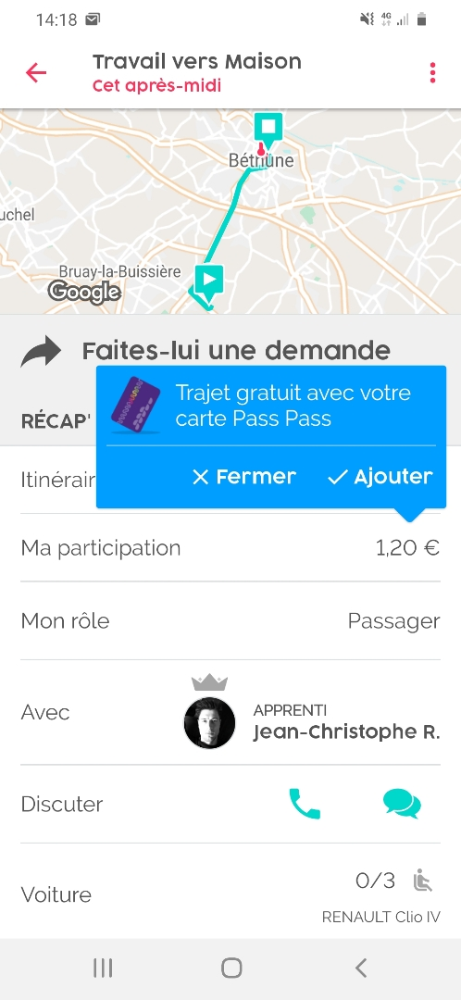 14:18
4G
Travail vers Maison
Cet après-midi
Béthune
uchel
Bruay-la-Buissière
Google
Faites-lui une demande
RÉCAP'
Trajet gratuit avec votre
carte Pass Pass
Fermer
Ajouter
Itinérair
Ma participation
1,20 €
Mon rôle
Passager
Avec
APPRENTI
Jean-Christophe R.
Discuter
Voiture
0/3
RENAULT Clio IV